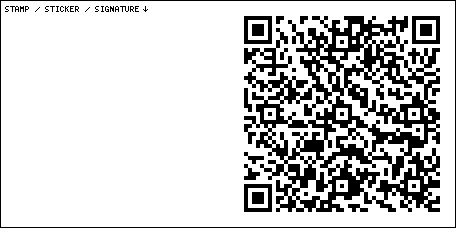 STAMP / STICKER / SIGNATURE ↓